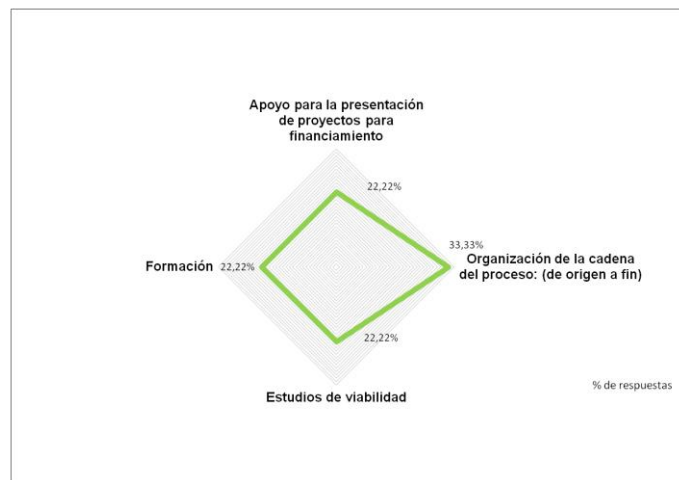 Apoyo para la presentación
de proyectos para
financiamiento
22,22%
33,33%
Organización de la cadena
del proceso: (de origen a fin)
Formación
22,22%
22,22%
Estudios de viabilidad
% de respuestas